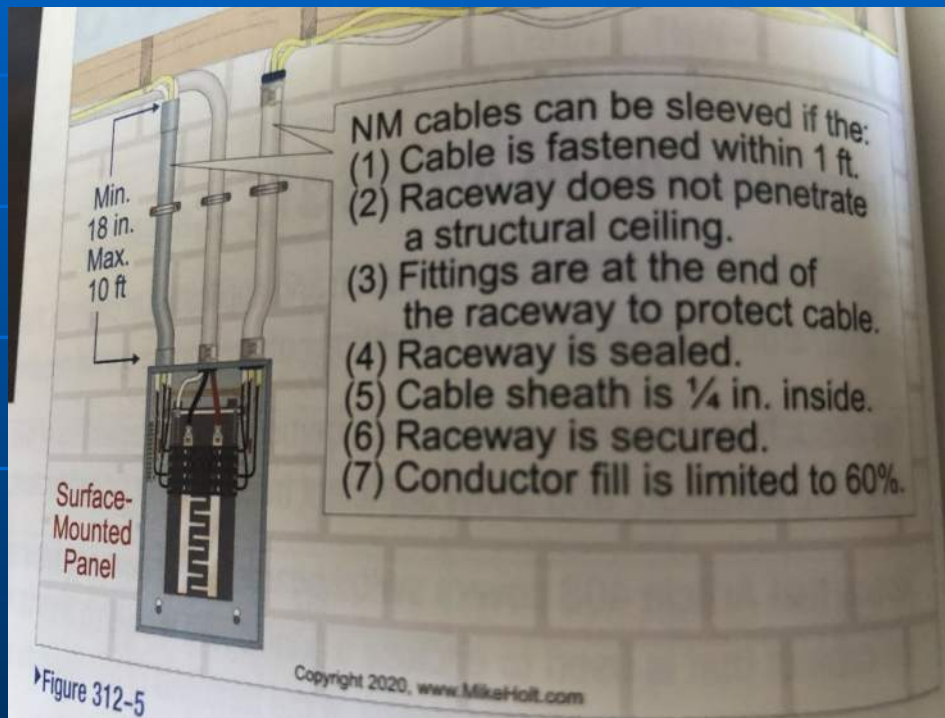 NM cables can be sleeved if the:
(1) Cable is fastened within 1 ft.
(2) Raceway does not penetrate
a structural ceiling.
(3) Fittings are at the end of
the raceway to protect cable.
(4) Raceway is sealed.
(5) Cable sheath is ¼ in. inside.
(6) Raceway is secured.
(7) Conductor fill is limited to 60%.
Min.
18 in.
Max.
10 ft
Surface-
Mounted
Panel
Copyright 2020, www.MikeHolt.com
▶Figure 312-5